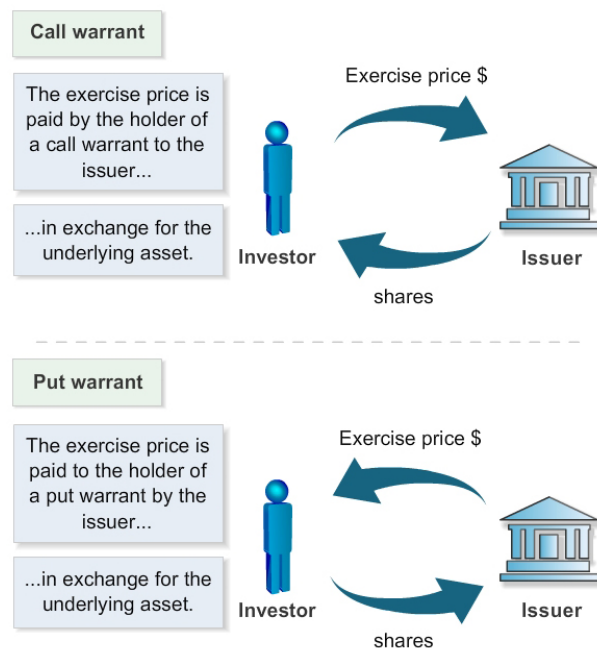 Call warrant
The exercise price is
paid by the holder of
a call warrant to the
issuer...
...in exchange for the
underlying asset.
Exercise price $
Investor
Issuer
shares
Put warrant
The exercise price is
paid to the holder of
a put warrant by the
issuer...
...in exchange for the
underlying asset.
Exercise price $
Investor
Issuer
shares